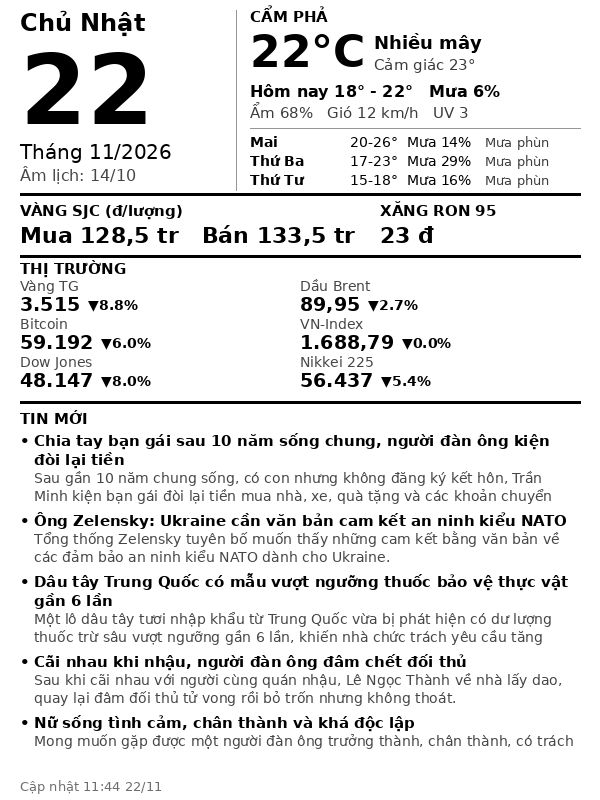 Chủ Nhật
22
Tháng 11/2026
Âm lịch: 14/10
CẨM PHẢ
22°C Nhiều mây
Cảm giác 23°
Hôm nay 18° - 22° Mưa 6%
Ẩm 68% Gió 12 km/h UV 3
Mai 20-26° Mưa 14% Mưa phùn
Thứ Ba 17-23° Mưa 29% Mưa phùn
Thứ Tư 15-18° Mưa 16% Mưa phùn
VÀNG SJC (đ/lượng)
Mua 128,5 tr Bán 133,5 tr
XĂNG RON 95
23 đ
THỊ TRƯỜNG
Vàng TG
3.515 ▼8.8%
Dầu Brent
89,95 ▼2.7%
Bitcoin
59.192 ▼6.0%
VN-Index
1.688,79 ▼0.0%
Dow Jones
48.147 ▼8.0%
Nikkei 225
56.437 ▼5.4%
TIN MỚI
• Chia tay bạn gái sau 10 năm sống chung, người đàn ông kiện
đòi lại tiền
Sau gần 10 năm chung sống, có con nhưng không đăng ký kết hôn, Trần
Minh kiện bạn gái đòi lại tiền mua nhà, xe, quà tặng và các khoản chuyển
• Ông Zelensky: Ukraine cần văn bản cam kết an ninh kiểu NATO
Tổng thống Zelensky tuyên bố muốn thấy những cam kết bằng văn bản về
các đảm bảo an ninh kiểu NATO dành cho Ukraine.
• Dâu tây Trung Quốc có mẫu vượt ngưỡng thuốc bảo vệ thực vật
gần 6 lần
Một lô dâu tây tươi nhập khẩu từ Trung Quốc vừa bị phát hiện có dư lượng
thuốc trừ sâu vượt ngưỡng gần 6 lần, khiến nhà chức trách yêu cầu tăng
• Cãi nhau khi nhậu, người đàn ông đâm chết đối thủ
Sau khi cãi nhau với người cùng quán nhậu, Lê Ngọc Thành về nhà lấy dao,
quay lại đâm đối thủ tử vong rồi bỏ trốn nhưng không thoát.
• Nữ sống tình cảm, chân thành và khá độc lập
Mong muốn gặp được một người đàn ông trưởng thành, chân thành, có trách
Cập nhật 11:44 22/11